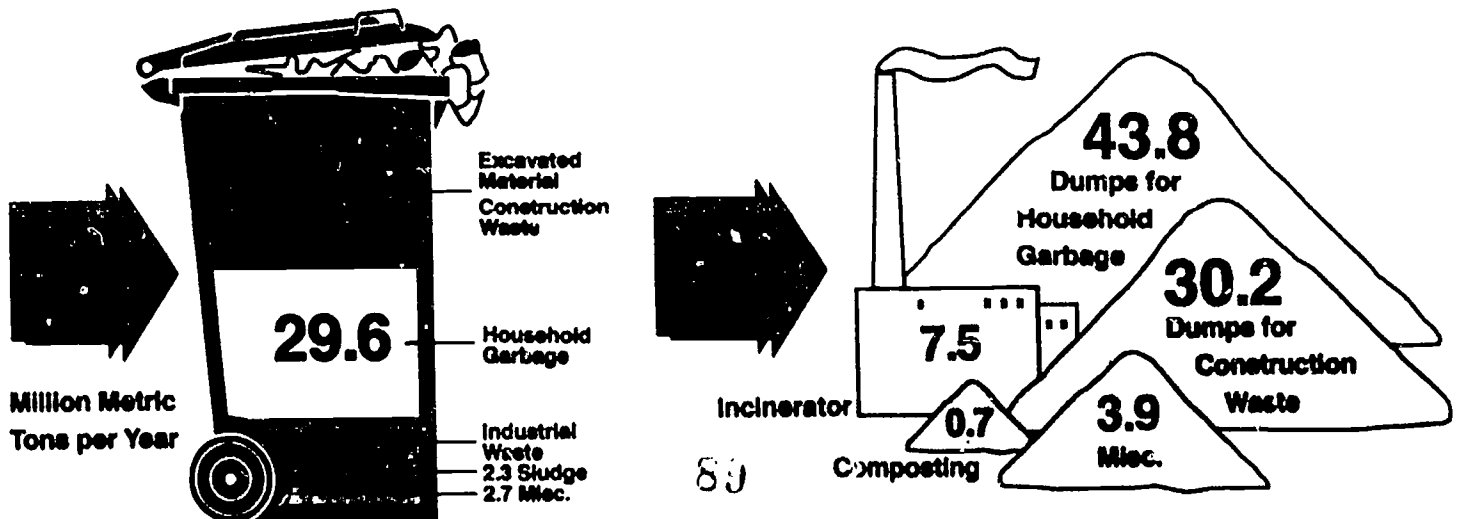 Million Metric
Tons per Year
Excavated
Material
Construction
Waste
29.6
Household
Garbage
Industrial
Waste
2.3 Sludge
2.7 Misc.
43.8
Dumps for
Household
Garbage
30.2
Dumps for
Construction
Waste
7.5
Incinerator
0.7
Composting
3.9
Misc.
89